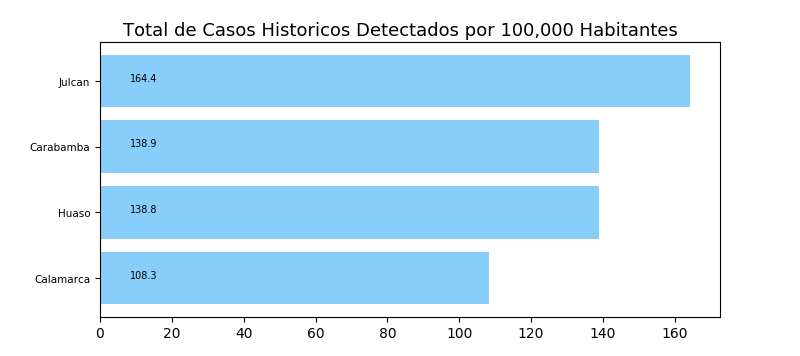 Total de Casos Historicos Detectados por 100,000 Habitantes
Julcan 164.4
Carabamba 138.9
Huaso 138.8
Calamarca 108.3
0 20 40 60 80 100 120 140 160